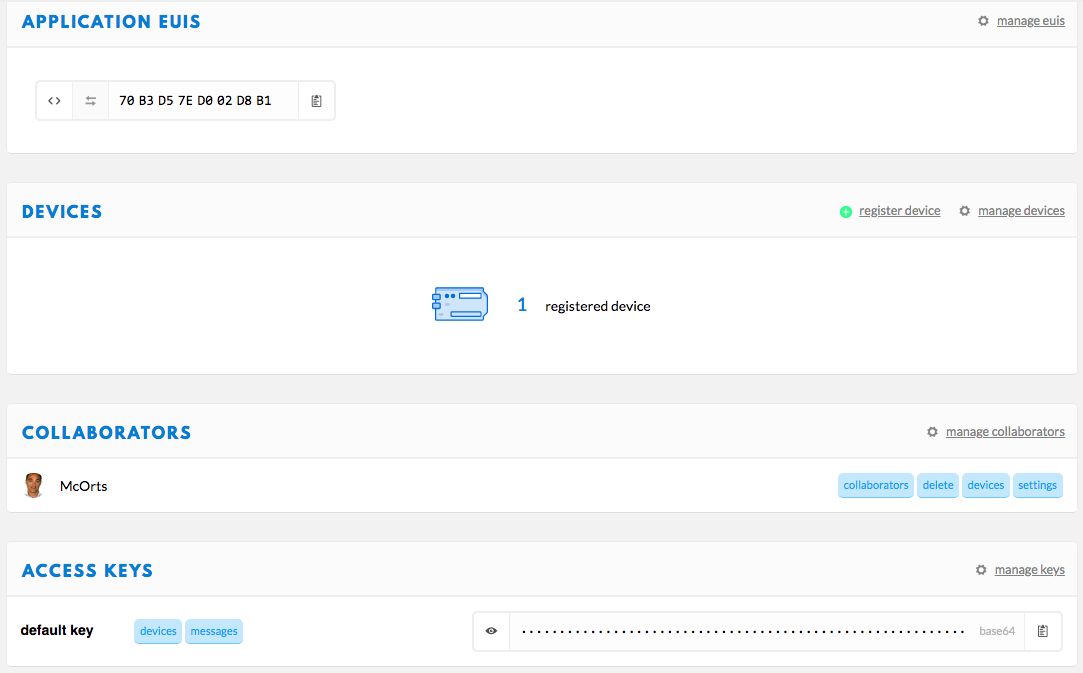 APPLICATION EUIS manage euis
<> 70 B3 D5 7E D0 02 D8 B1
DEVICES register device manage devices
1 registered device
COLLABORATORS manage collaborators
McOrts collaborators delete devices settings
ACCESS KEYS manage keys
default key devices messages base64